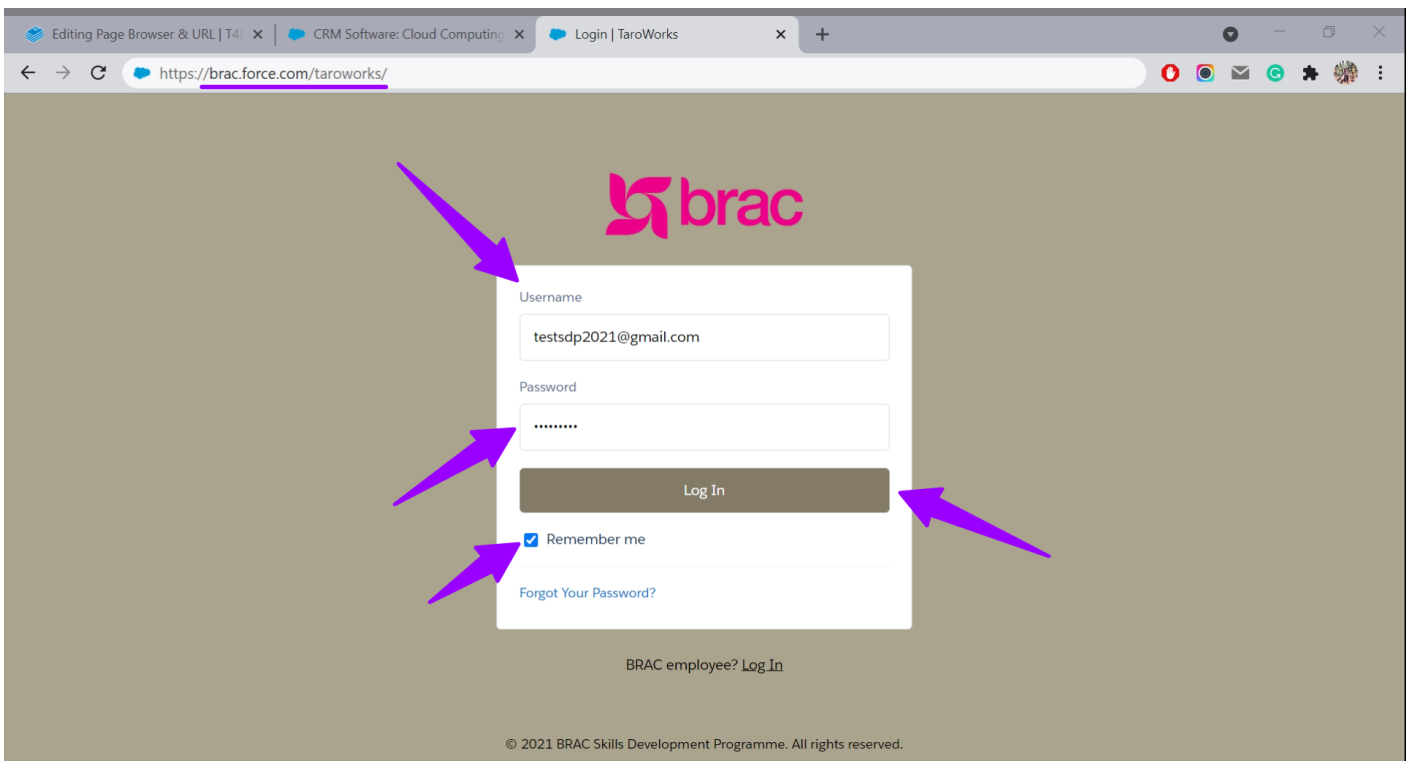 Editing Page Browser & URL | T4 CRM Software: Cloud Computing Login | TaroWorks
https://brac.force.com/taroworks/
brac
Username
testsdp2021@gmail.com
Password
•••••••••
Log In
Remember me
Forgot Your Password?
BRAC employee? Log In
© 2021 BRAC Skills Development Programme. All rights reserved.